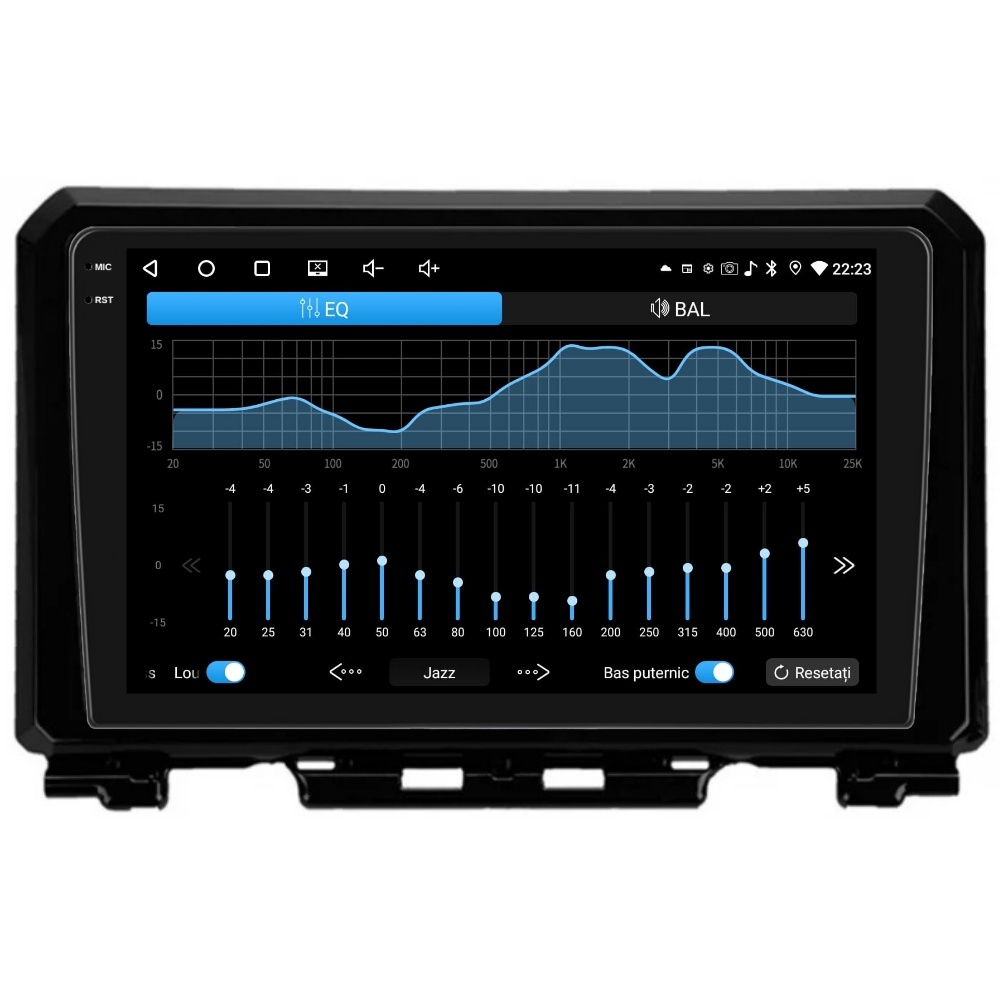 MIC
22:23
RST
EQ
BAL
15
0
-15
20 50 100 200 500 1K 2K 5K 10K 25K
-4 -4 -3 -1 0 -4 -6 -10 -10 -11 -4 -3 -2 -2 +2 +5
15
0
-15
20 25 31 40 50 63 80 100 125 160 200 250 315 400 500 630
s Lou Jazz Bas puternic Resetați